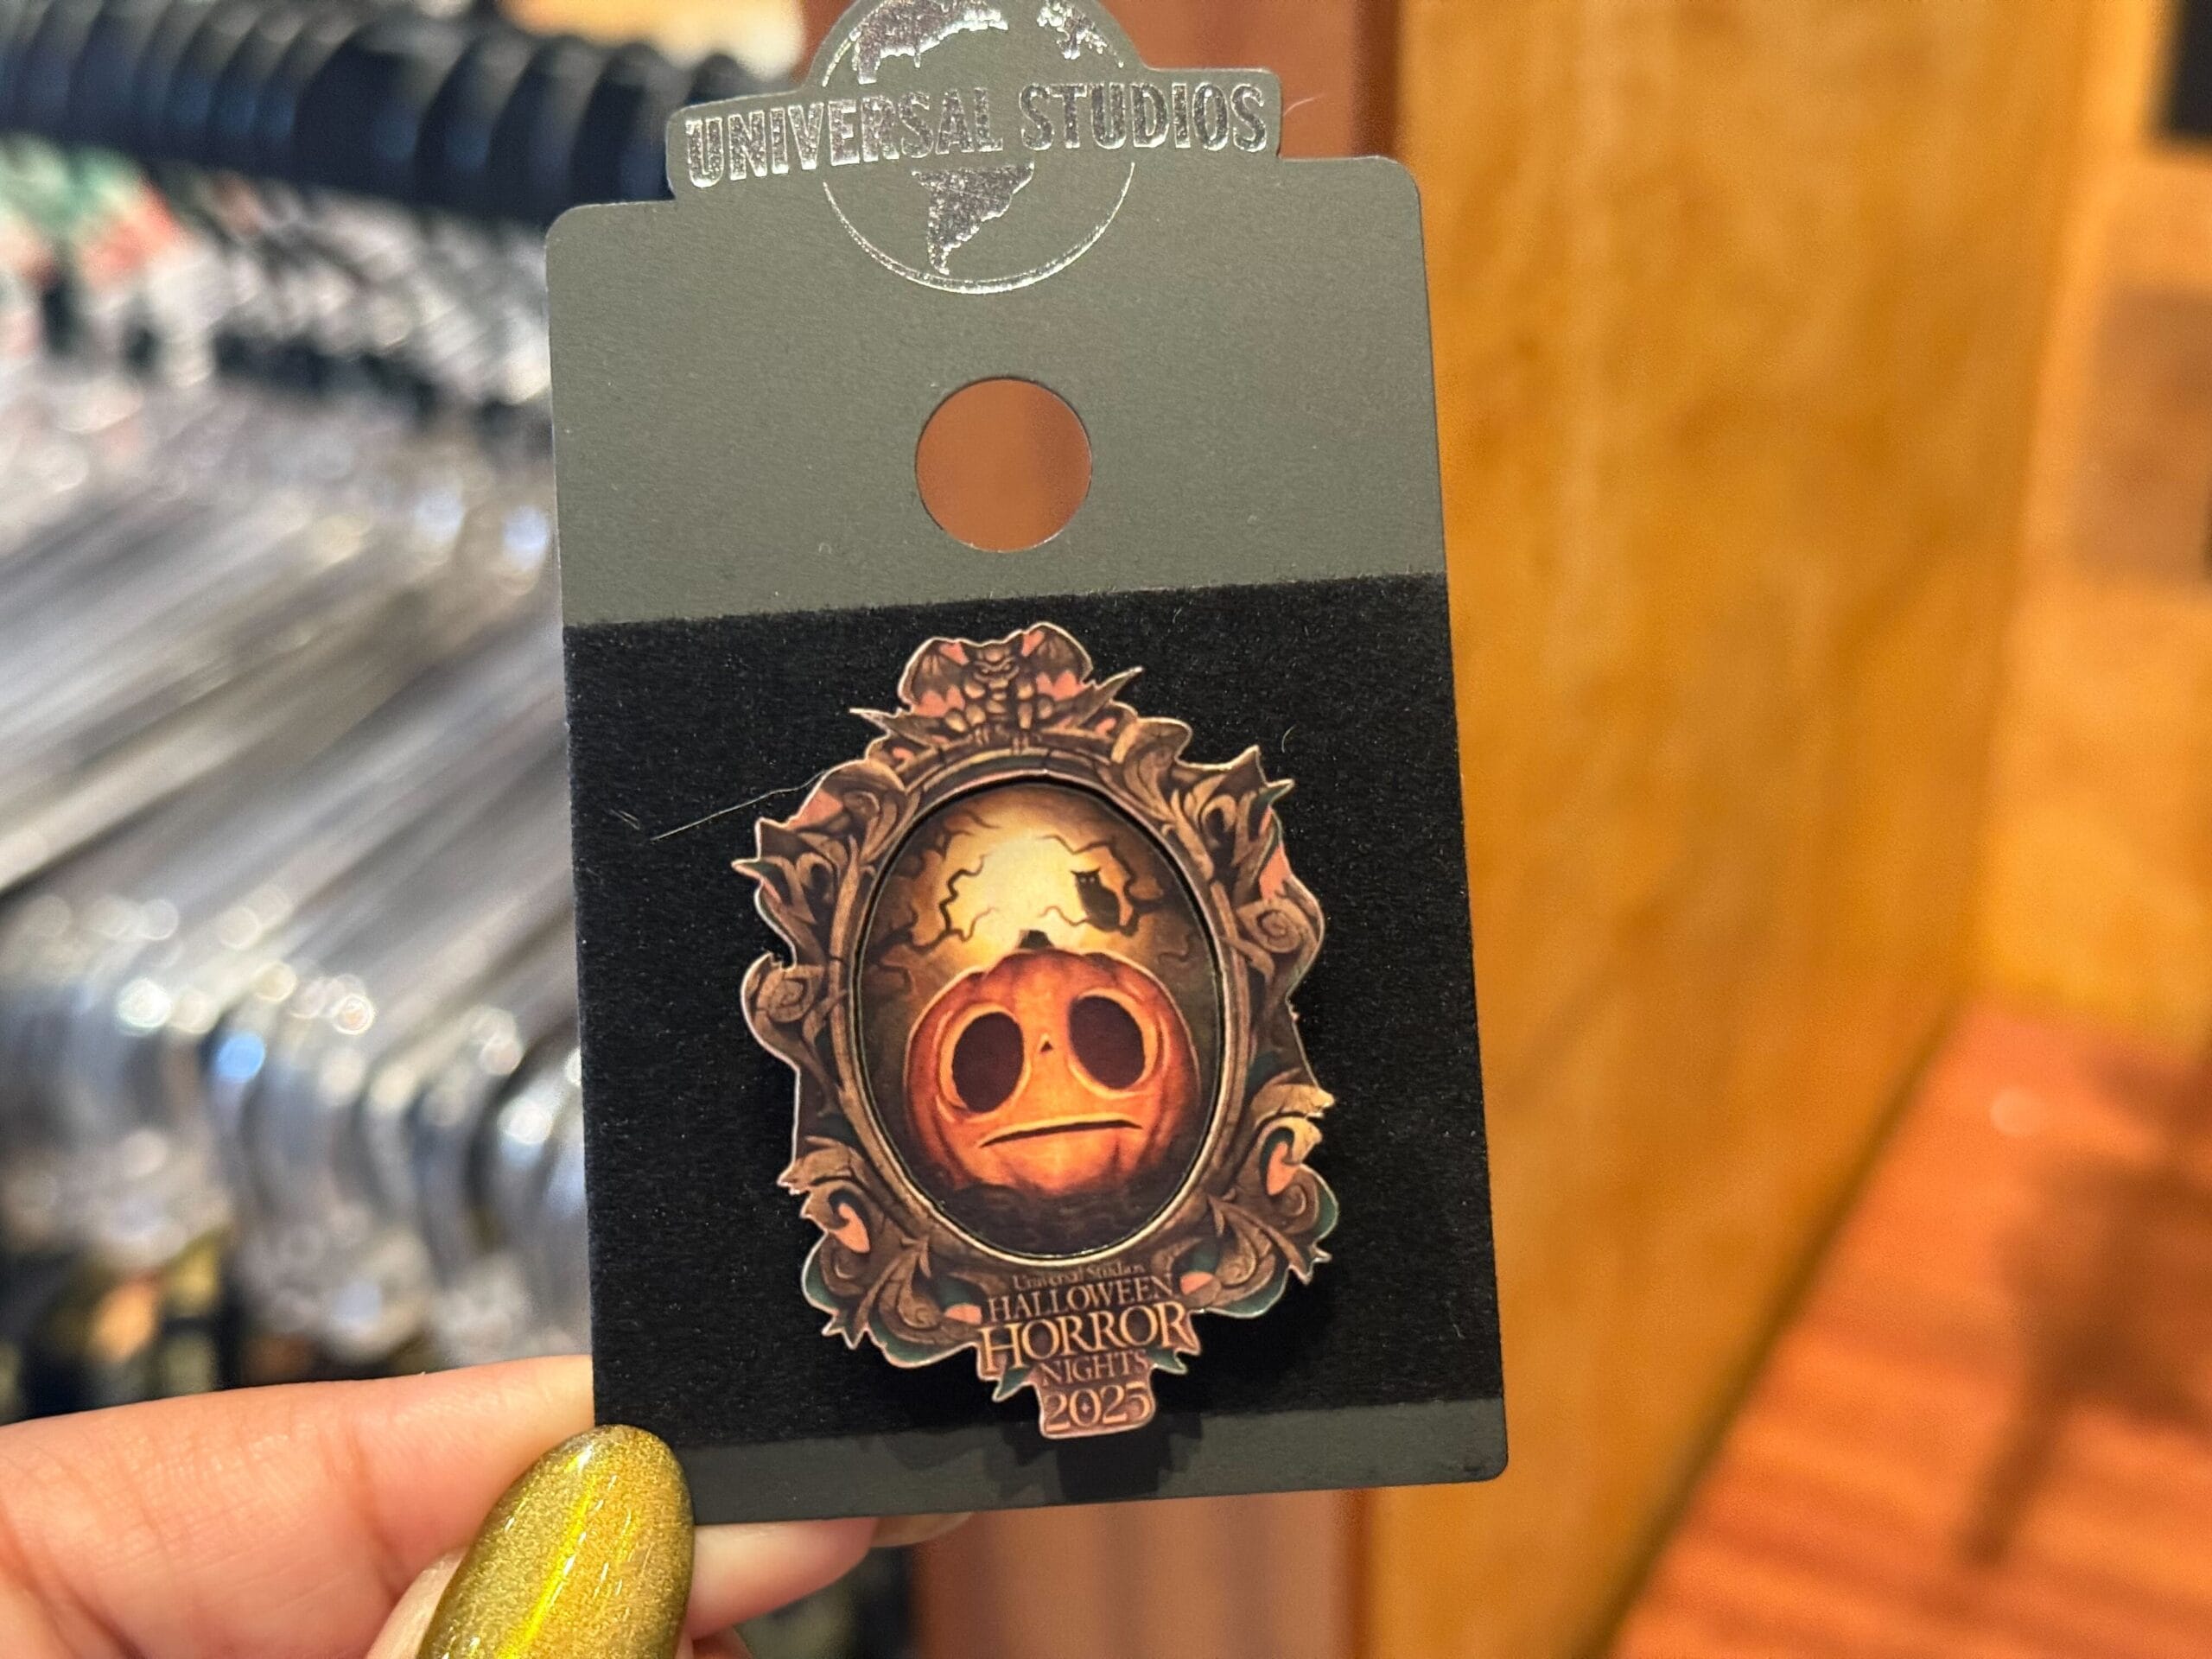 UNIVERSAL STUDIOS
Universal Studios
HALLOWEEN
HORROR
NIGHTS
2025